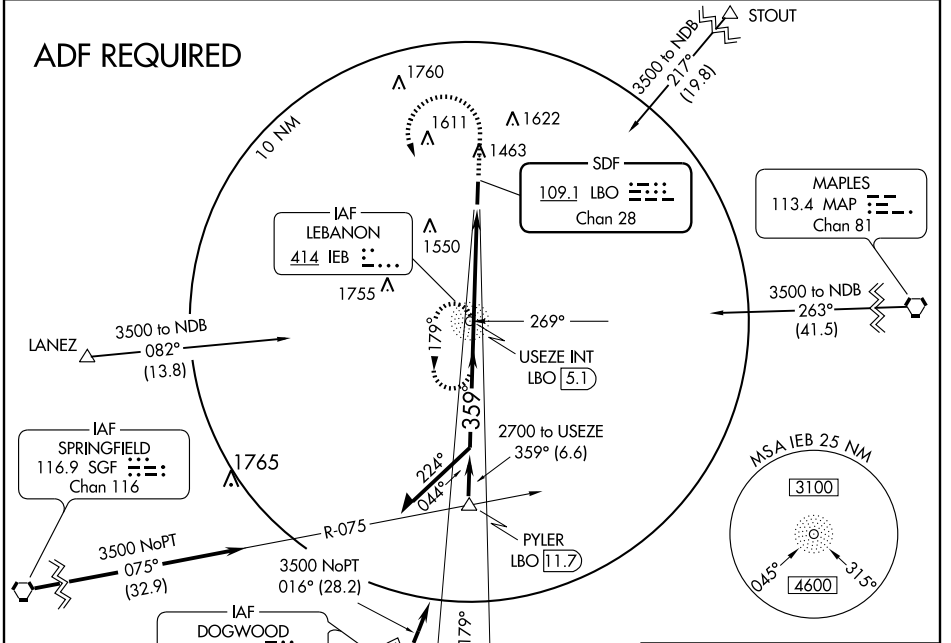 ADF REQUIRED
STOUT
3500 to NDB
217°
(19.8)
1760
10 NM
1611
1622
1463
SDF
109.1 LBO
Chan 28
MAPLES
113.4 MAP
Chan 81
IAF
LEBANON
414 IEB
1550
1755
3500 to NDB
263°
(41.5)
LANEZ
3500 to NDB
082°
(13.8)
179°
269°
USEZE INT
LBO 5.1
359°
IAF
SPRINGFIELD
116.9 SGF
Chan 116
1765
2700 to USEZE
359° (6.6)
224°
044°
MSA IEB 25 NM
3100
045°
315°
4600
R-075
PYLER
LBO 11.7
3500 NoPT
075°
(32.9)
3500 NoPT
016° (28.2)
IAF
DOGWOOD
179°